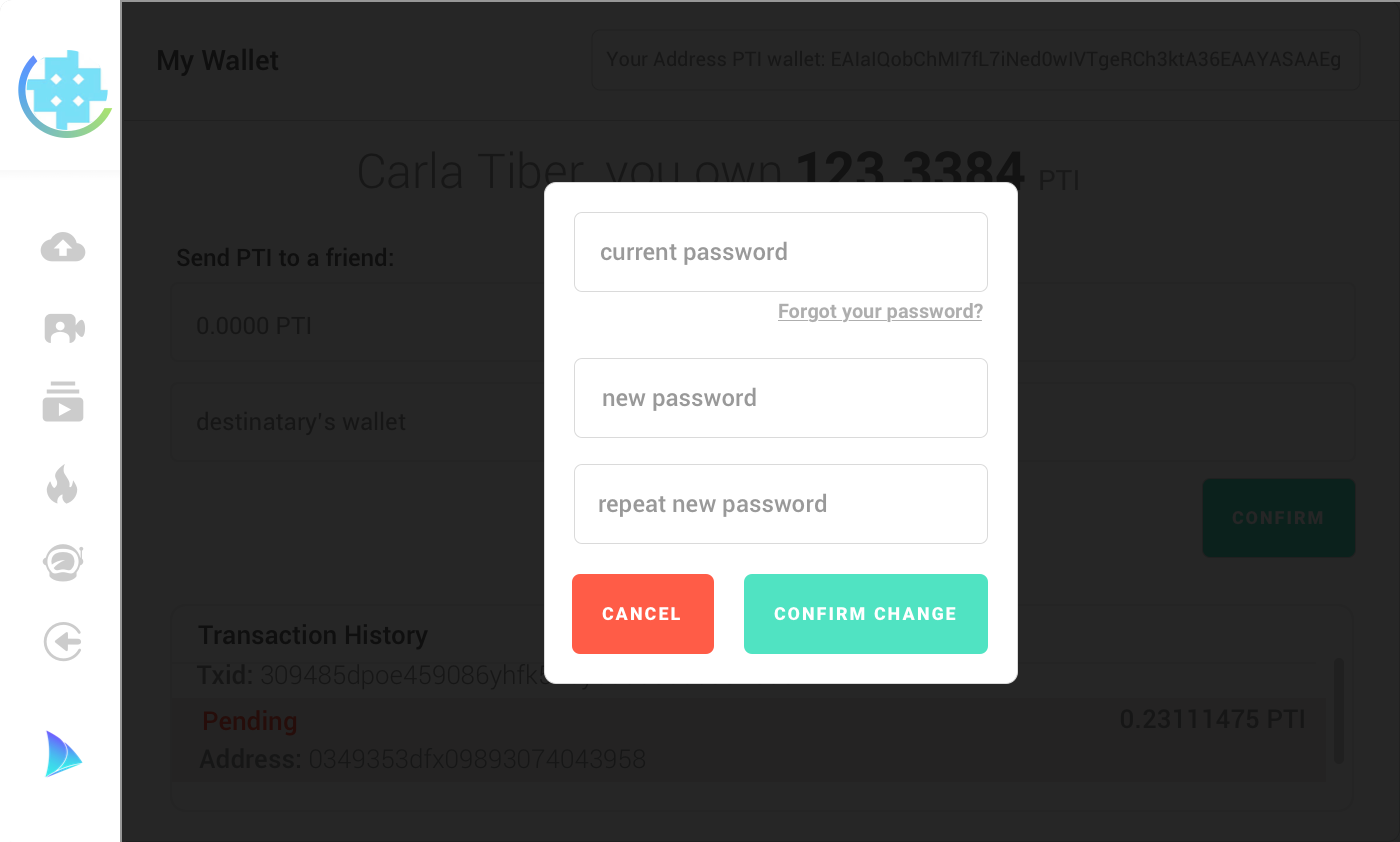 My Wallet
Your Address PTI wallet: EAIaIQobChMI7fL7iNed0wIVTgeRCh3ktA36EAAYASAAEg
Carla Tiber, you own 123.3384 PTI
Send PTI to a friend:
0.0000 PTI
destinatary's wallet
CONFIRM
current password
Forgot your password?
new password
repeat new password
CANCEL
CONFIRM CHANGE
Transaction History
Txid:
Pending
0.23111475 PTI
Address: 0349353dfx09893074043958